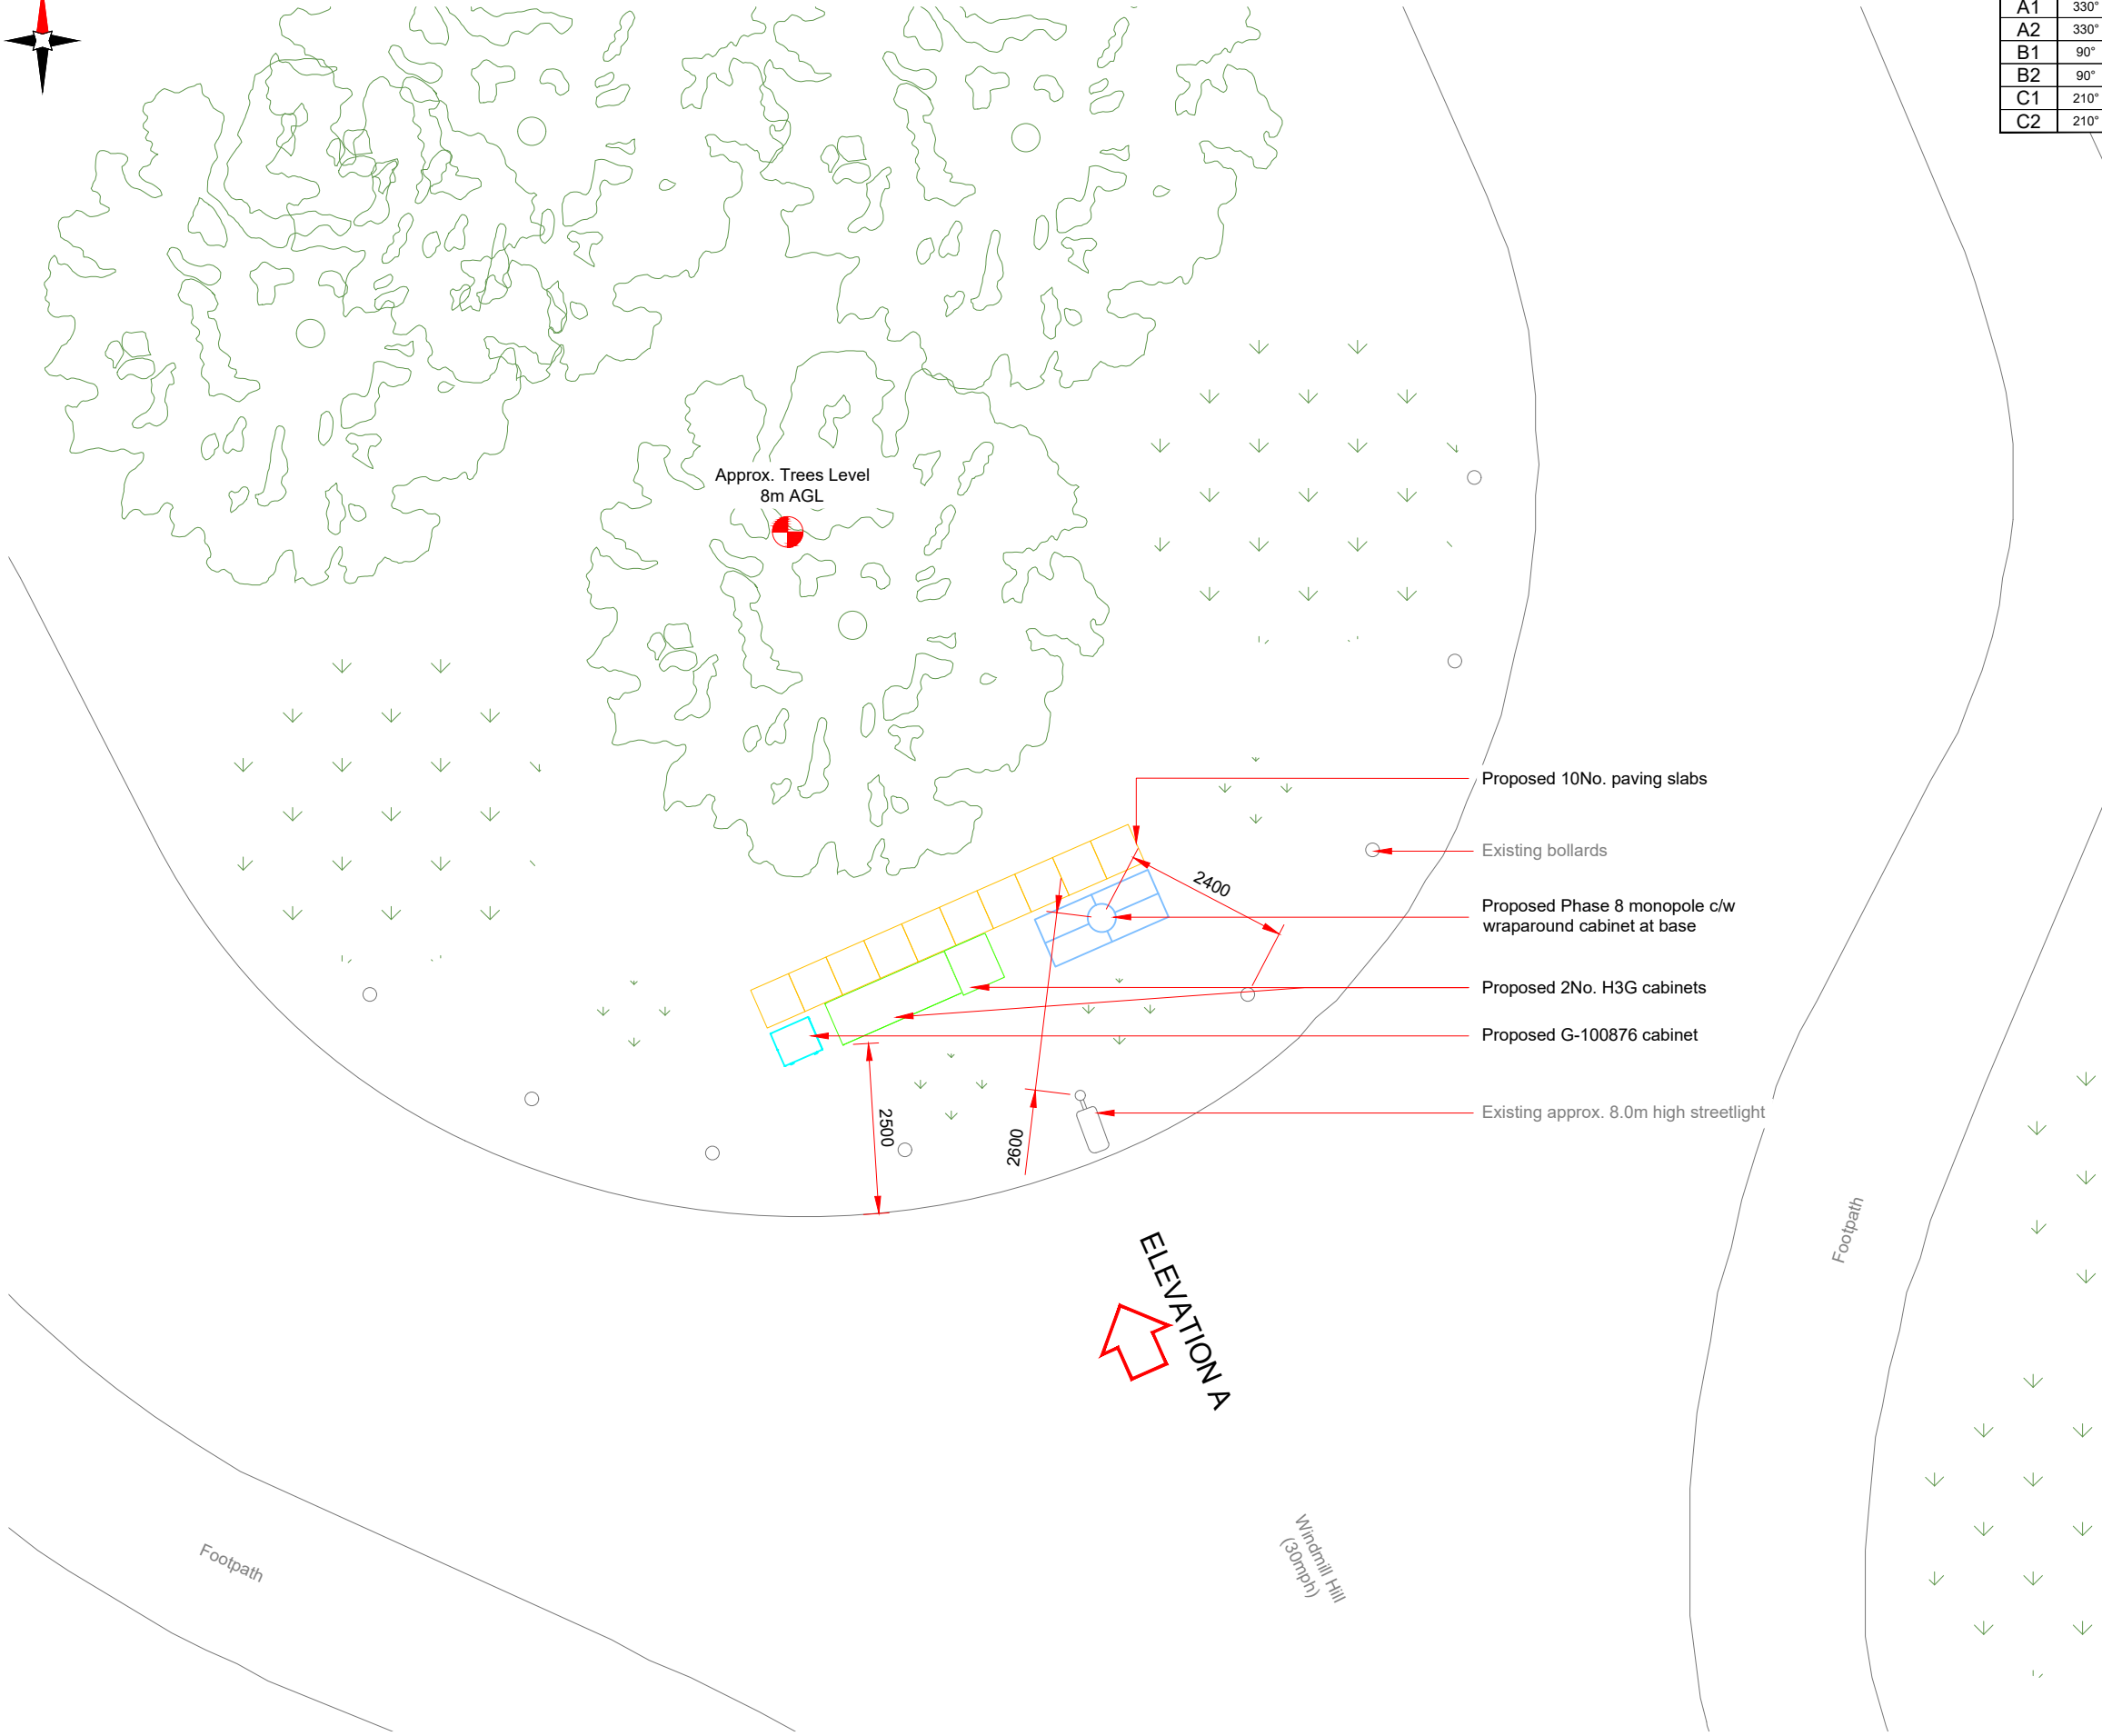 A1 330°
A2 330°
B1 90°
B2 90°
C1 210°
C2 210°
Approx. Trees Level
8m AGL
Proposed 10No. paving slabs
Existing bollards
2400
Proposed Phase 8 monopole c/w
wraparound cabinet at base
Proposed 2No. H3G cabinets
Proposed G-100876 cabinet
Existing approx. 8.0m high streetlight
2500
2600
ELEVATION A
Footpath
Footpath
Windmill Hill
(30mph)